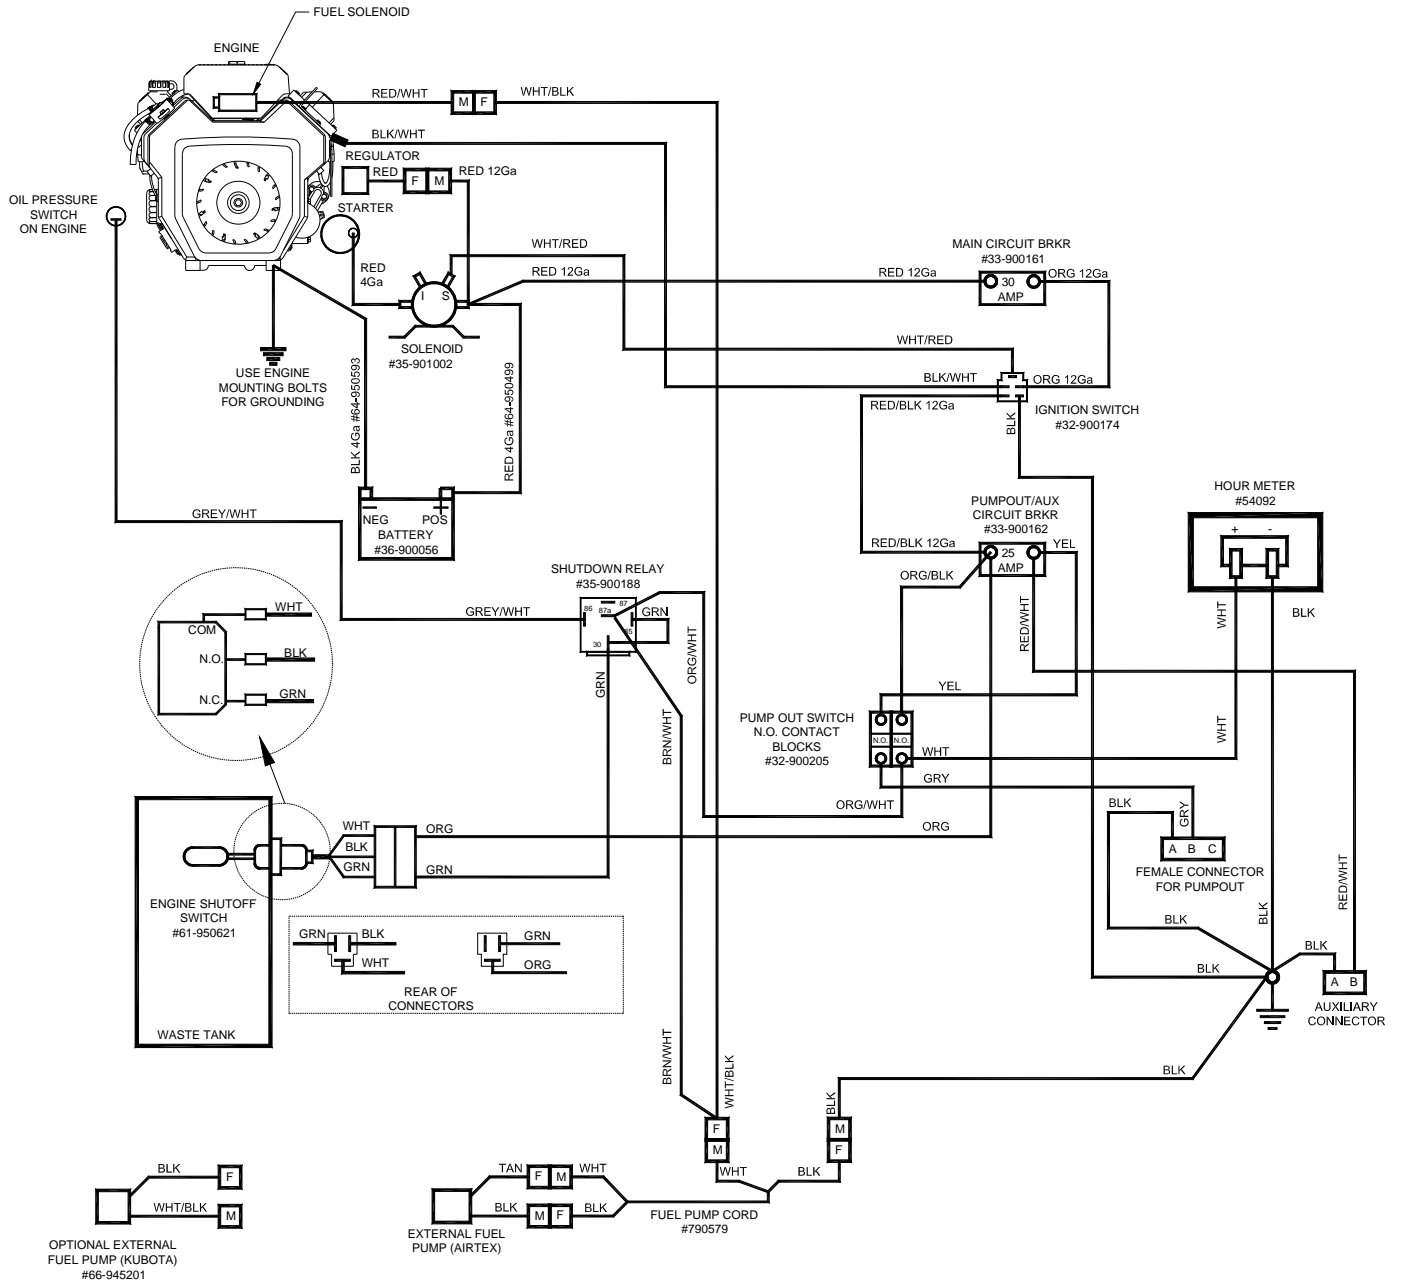 FUEL SOLENOID
ENGINE
RED/WHT
M F
WHT/BLK
BLK/WHT
REGULATOR
RED
F M
RED 12Ga
OIL PRESSURE
SWITCH
ON ENGINE
STARTER
RED
4Ga
WHT/RED
RED 12Ga
RED 12Ga
MAIN CIRCUIT BRKR
#33-900161
30
AMP
ORG 12Ga
I S
SOLENOID
#35-901002
USE ENGINE
MOUNTING BOLTS
FOR GROUNDING
BLK 4Ga #64-950593
RED 4Ga #64-950499
WHT/RED
BLK/WHT
ORG 12Ga
RED/BLK 12Ga
BLK
IGNITION SWITCH
#32-900174
NEG POS
BATTERY
#36-900056
GREY/WHT
HOUR METER
#54092
+ -
PUMPOUT/AUX
CIRCUIT BRKR
#33-900162
RED/BLK 12Ga
25
AMP
YEL
ORG/BLK
RED/WHT
WHT
BLK
SHUTDOWN RELAY
#35-900188
GREY/WHT
86
87
87a
85
30
GRN
GRN
ORG/WHT
BRN/WHT
COM
WHT
N.O.
BLK
N.C.
GRN
YEL
PUMP OUT SWITCH
N.O. CONTACT
BLOCKS
#32-900205
N.O. N.O.
WHT
WHT
GRY
ORG/WHT
BLK
GRY
A B C
FEMALE CONNECTOR
FOR PUMPOUT
WHT
BLK
GRN
ORG
ORG
GRN
ENGINE SHUTOFF
SWITCH
#61-950621
WASTE TANK
GRN
BLK
WHT
GRN
ORG
REAR OF
CONNECTORS
RED/WHT
BLK
BLK
BLK
BLK
A B
AUXILIARY
CONNECTOR
BRN/WHT
WHT/BLK
BLK
BLK
F
M
M
F
WHT
BLK
BLK
F
WHT/BLK
M
OPTIONAL EXTERNAL
FUEL PUMP (KUBOTA)
#66-945201
TAN
F M
WHT
BLK
M F
BLK
EXTERNAL FUEL
PUMP (AIRTEX)
FUEL PUMP CORD
#790579